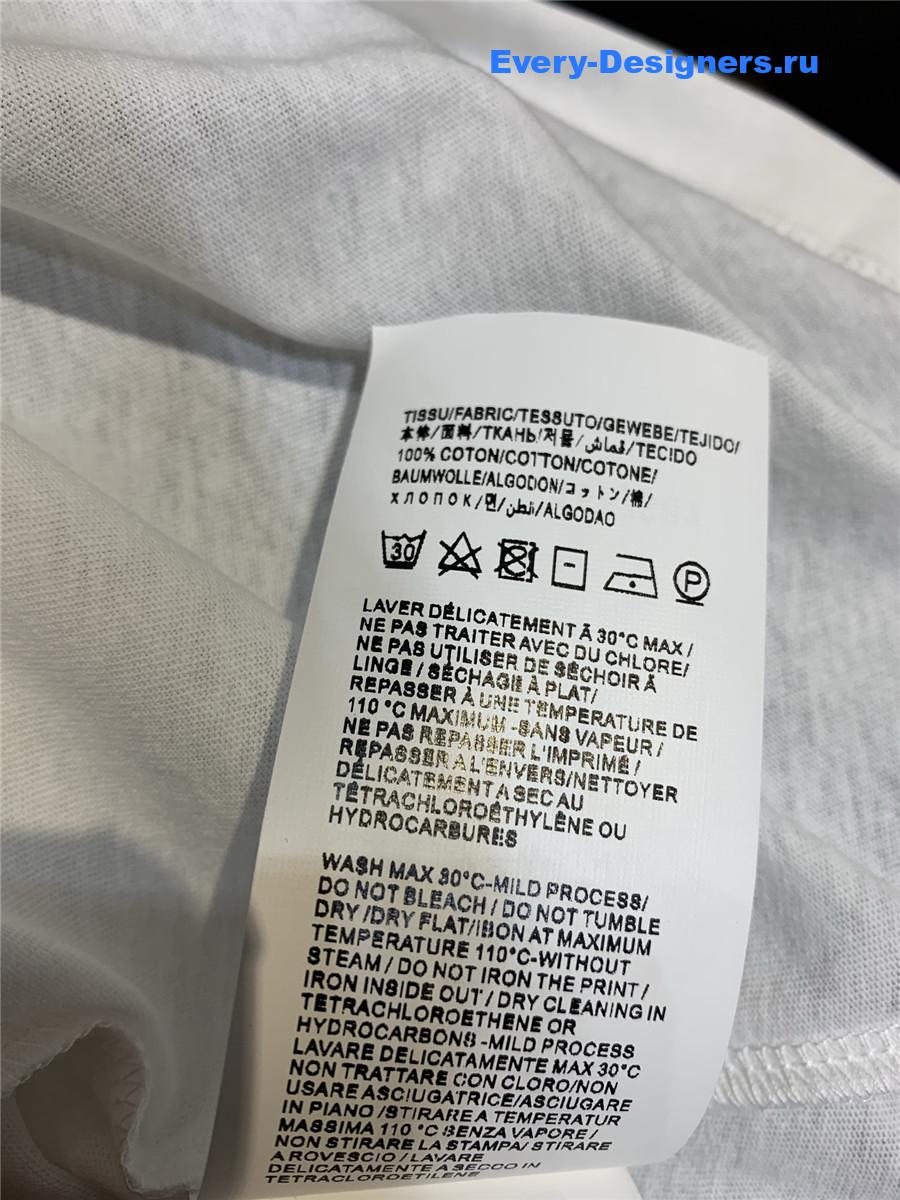 Every-Designers.ru
TISSU/FABRIC/TESSUTO/GEWEBE/TEJIDO/
本体/面料/ТКАНЬ/저물/قماش/TECIDO
100% COTON/COTTON/COTONE/
BAUMWOLLE/ALGODON/コットン/棉/
ХЛОПОК/면/قطن/ALGODAO
30 P
LAVER DÉLICATEMENT À 30°C MAX /
NE PAS TRAITER AVEC DU CHLORE/
NE PAS UTILISER DE SÉCHOIR À
LINGE / SÉCHAGE À PLAT/
REPASSER À UNE TEMPERATURE DE
110 °C MAXIMUM -SANS VAPEUR /
NE PAS REPASSER L'IMPRIMÉ /
REPASSER A L'ENVERS/NETTOYER
DÉLICATEMENT A SEC AU
TÉTRACHLOROÉTHYLÈNE OU
HYDROCARBURES
WASH MAX 30°C-MILD PROCESS/
DO NOT BLEACH / DO NOT TUMBLE
DRY /DRY FLAT/IBON AT MAXIMUM
TEMPERATURE 110°C-WITHOUT
STEAM / DO NOT IRON THE PRINT /
IRON INSIDE OUT / DRY CLEANING IN
TETRACHLOROETHENE OR
HYDROCARBONS -MILD PROCESS
LAVARE DELICATAMENTE MAX 30°C
NON TRATTARE CON CLORO/NON
USARE ASCIUGATRICE/ASCIUGARE
IN PIANO /STIRARE A TEMPERATUR
MASSIMA 110 °C SENZA VAPORE /
NON STIRARE LA STAMPA/ STIRARE
A ROVESCIO / LAVARE
DELICATAMENTE A SECCO IN
TETRACLOROETILENE